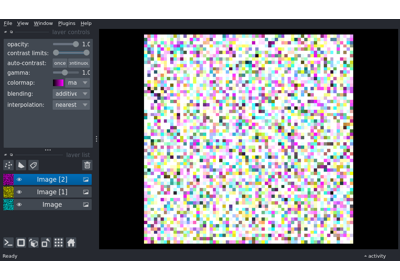 File View Window Plugins Help
layer controls
opacity: 1.0
contrast limits:
auto-contrast: once
gamma: 1.0
colormap: ma
blending: additive
interpolation: nearest
layer list
Image [2]
Image [1]
Image
Ready
activity